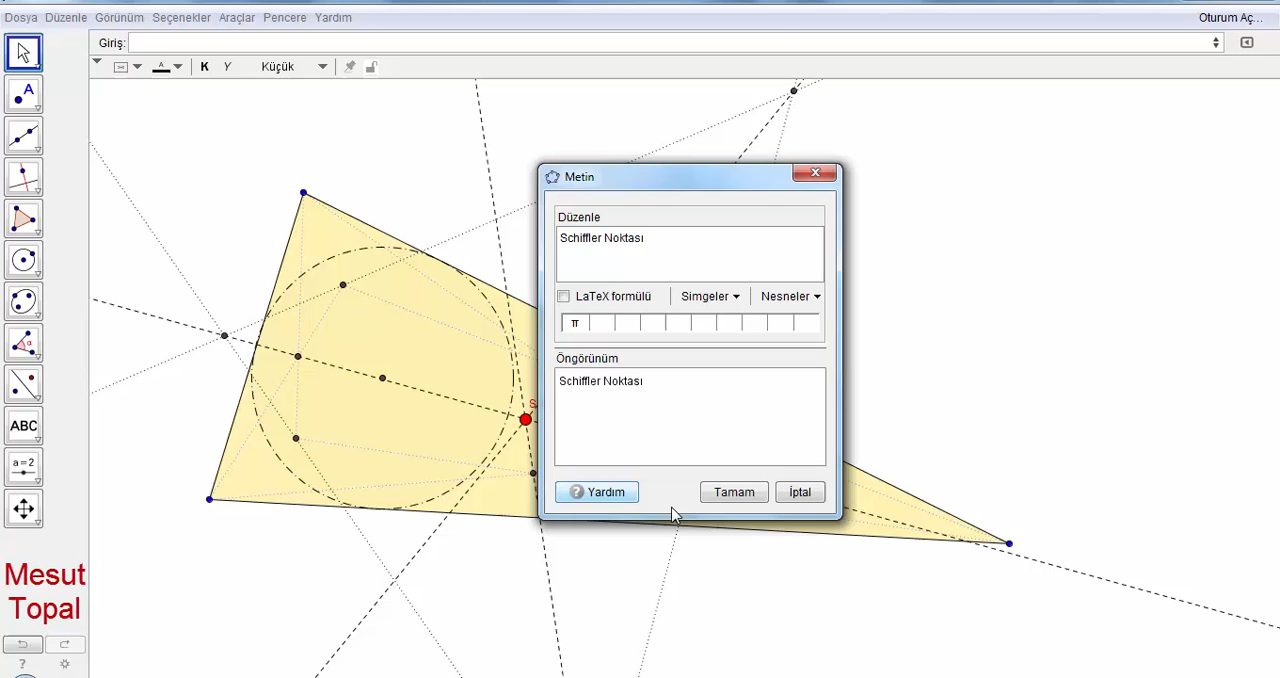 Dosya Düzenle Görünüm Seçenekler Araçlar Pencere Yardım Oturum Aç...
Giriş:
A K Y Küçük
A
α
ABC
a=2
Mesut
Topal
?
S
Metin
Düzenle
Schiffler Noktası
LaTeX formülü Simgeler Nesneler
π
Öngörünüm
Schiffler Noktası
? Yardım Tamam İptal